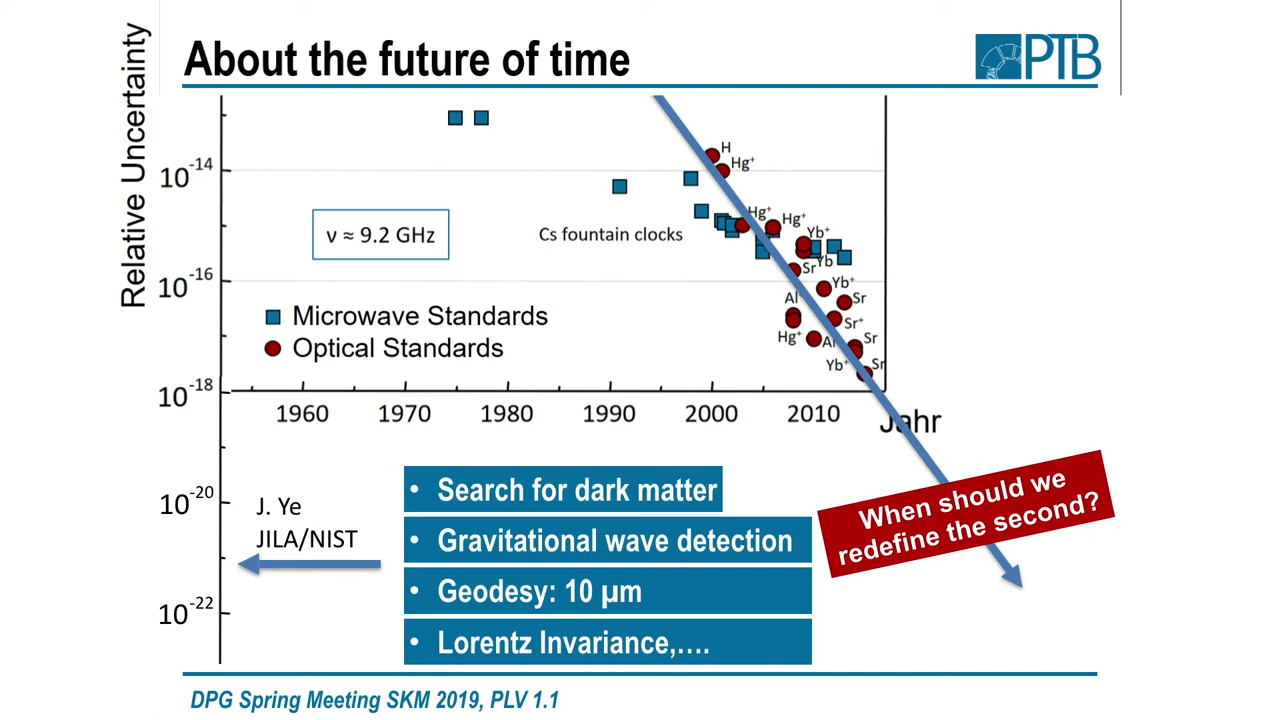 About the future of time
PTB
Relative Uncertainty
10-14
10-16
10-18
10-20
10-22
ν ≈ 9.2 GHz
Cs fountain clocks
H
Hg+
Hg+
Hg+
Yb+
Yb
Sr
Yb+
Al
Sr
Sr+
Hg+
Al
Sr
Yb+
Sr
Microwave Standards
Optical Standards
1960 1970 1980 1990 2000 2010
Jahr
J. Ye
JILA/NIST
• Search for dark matter
• Gravitational wave detection
• Geodesy: 10 µm
• Lorentz Invariance,....
When should we
redefine the second?
DPG Spring Meeting SKM 2019, PLV 1.1